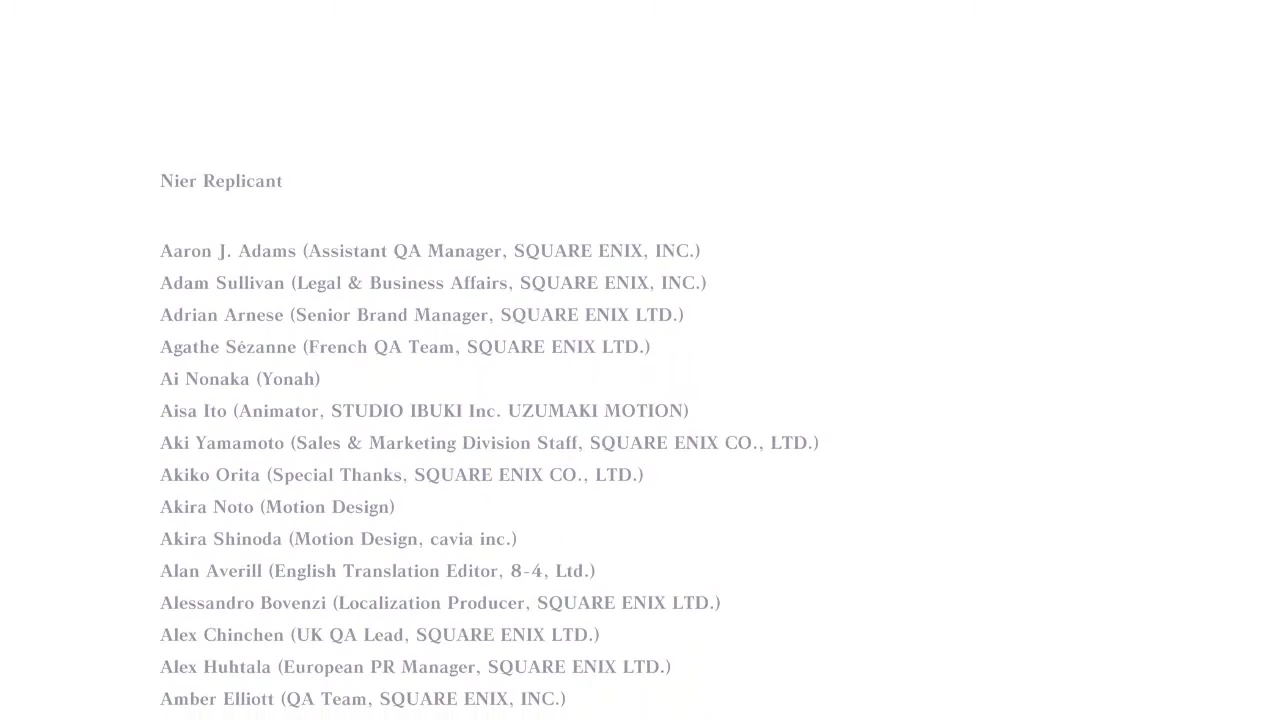 Nier Replicant
Aaron J. Adams (Assistant QA Manager, SQUARE ENIX, INC.)
Adam Sullivan (Legal & Business Affairs, SQUARE ENIX, INC.)
Adrian Arnese (Senior Brand Manager, SQUARE ENIX LTD.)
Agathe Sézanne (French QA Team, SQUARE ENIX LTD.)
Ai Nonaka (Yonah)
Aisa Ito (Animator, STUDIO IBUKI Inc. UZUMAKI MOTION)
Aki Yamamoto (Sales & Marketing Division Staff, SQUARE ENIX CO., LTD.)
Akiko Orita (Special Thanks, SQUARE ENIX CO., LTD.)
Akira Noto (Motion Design)
Akira Shinoda (Motion Design, cavia inc.)
Alan Averill (English Translation Editor, 8-4, Ltd.)
Alessandro Bovenzi (Localization Producer, SQUARE ENIX LTD.)
Alex Chinchen (UK QA Lead, SQUARE ENIX LTD.)
Alex Huhtala (European PR Manager, SQUARE ENIX LTD.)
Amber Elliott (QA Team, SQUARE ENIX, INC.)